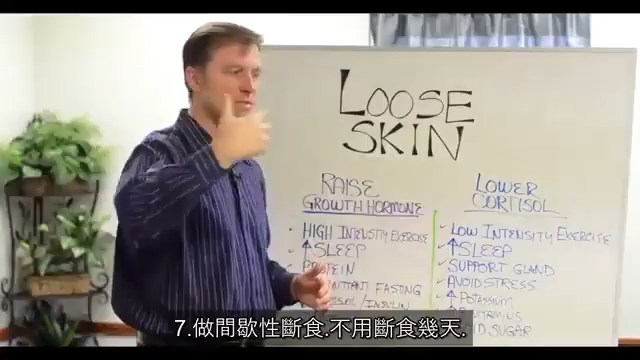 LOOSE
SKIN
RAISE
GROWTH HORMONE
HIGH INTENSITY EXERCISE
↑SLEEP
PROTEIN
FASTING
INSULIN
LOWER
CORTISOL
LOW INTENSITY EXERCISE
↑SLEEP
SUPPORT GLAND
AVOID STRESS
↑POTASSIUM
VITAMINS
SUGAR
7.做間歇性斷食.不用斷食幾天.